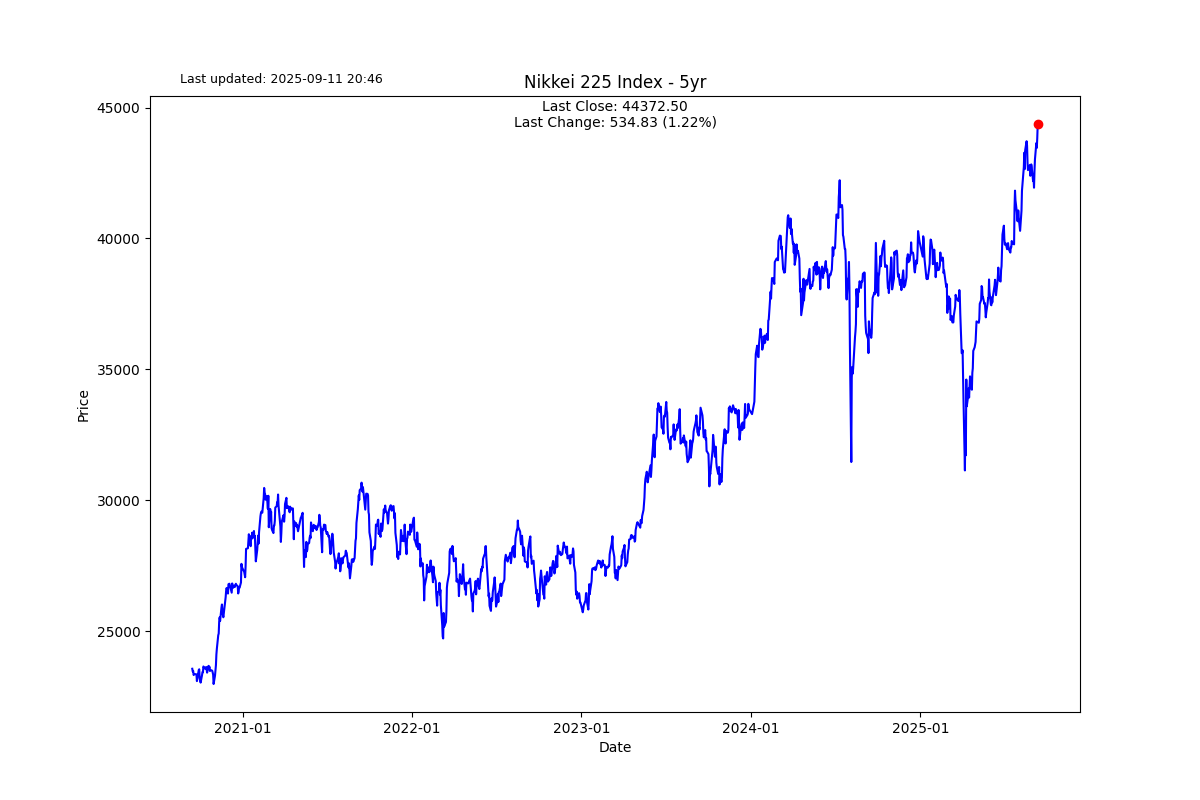 Last updated: 2025-09-11 20:46
Nikkei 225 Index - 5yr
Last Close: 44372.50
Last Change: 534.83 (1.22%)
45000
40000
35000
30000
25000
Price
2021-01 2022-01 2023-01 2024-01 2025-01
Date